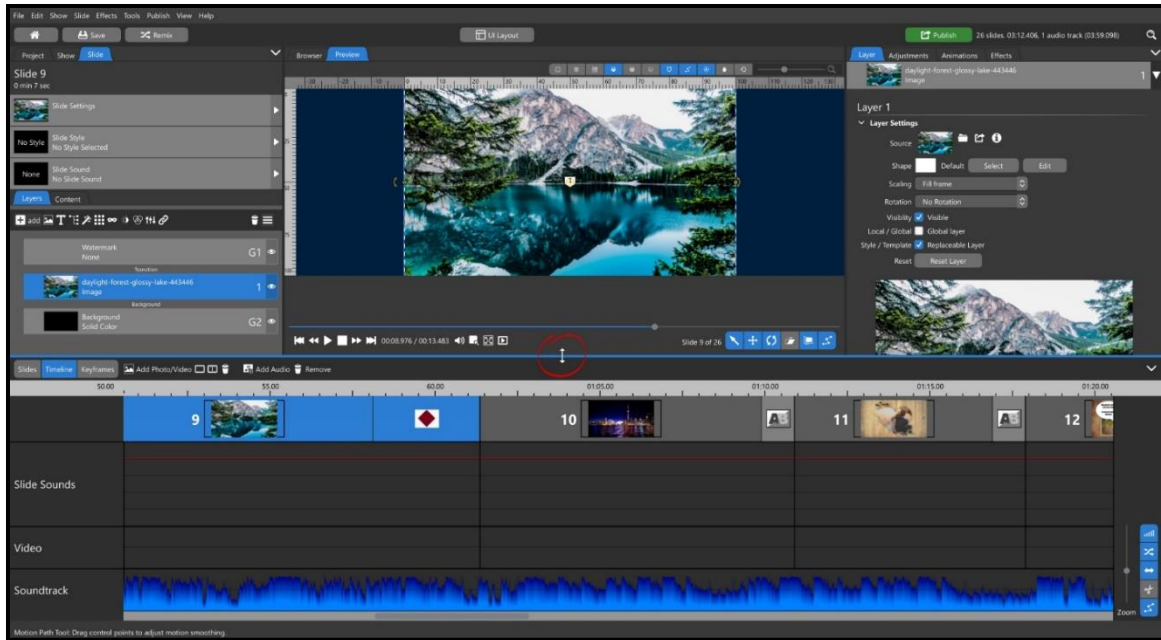 File Edit Show Slide Effects Tools Publish View Help
Save Remix UI Layout Publish 26 slides, 03:12.406, 1 audio track (03:59.098)
Project Show Slide
Slide 9
0 min 7 sec
Slide Settings
No Style
Slide Style
No Style Selected
None
Slide Sound
No Slide Sound
Layers Content
add
Watermark
None
G1
Transition
daylight-forest-glossy-lake-443446
Image
1
Background
Background
Solid Color
G2
Browser Preview
00:08.976 / 00:13.483
Slide 9 of 26
Layer Adjustments Animations Effects
daylight-forest-glossy-lake-443446
Image
1
Layer 1
Layer Settings
Source
Shape Default Select Edit
Scaling Fill frame
Rotation No Rotation
Visibility Visible
Local / Global Global layer
Style / Template Replaceable Layer
Reset Reset Layer
Slides Timeline Keyframes Add Photo/Video Add Audio Remove
50.00 55.00 60.00 01:05.00 01:10.00 01:15.00 01:20.00
9 10 AB 11 AB 12
Slide Sounds
Video
Soundtrack
Zoom
Motion Path Tool: Drag control points to adjust motion smoothing.